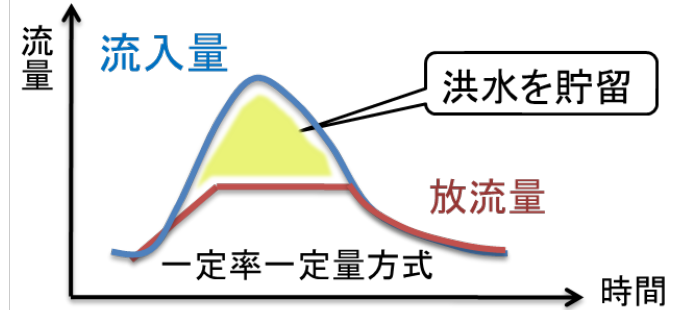 流量
流入量
洪水を貯留
放流量
一定率一定量方式
時間